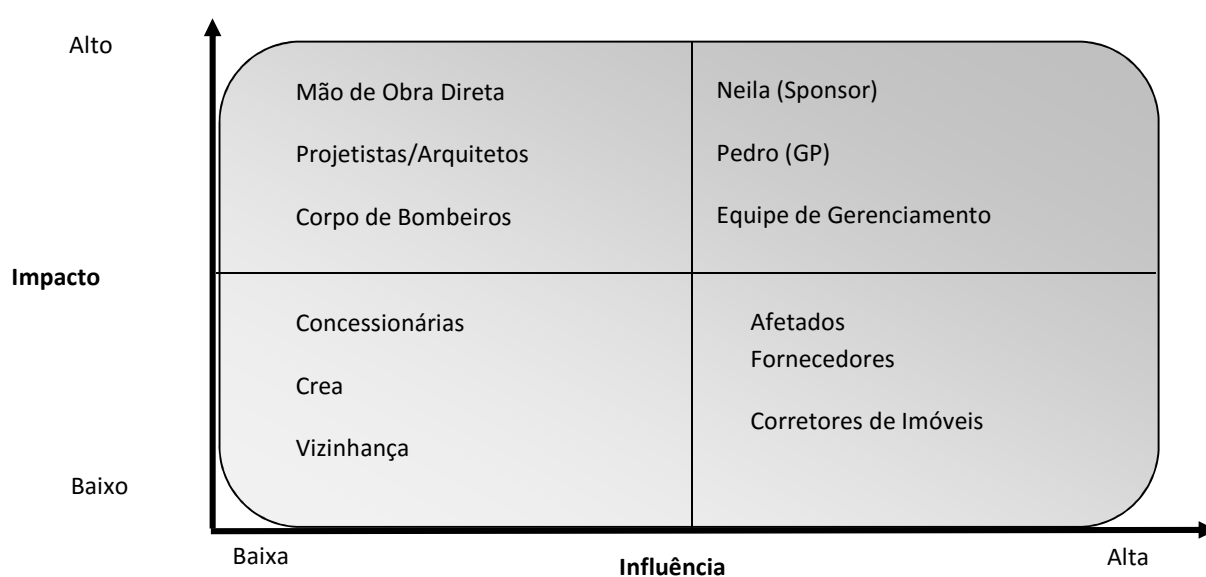 Alto
Mão de Obra Direta
Projetistas/Arquitetos
Corpo de Bombeiros
Neila (Sponsor)
Pedro (GP)
Equipe de Gerenciamento
Impacto
Concessionárias
Crea
Vizinhança
Afetados
Fornecedores
Corretores de Imóveis
Baixo
Baixa
Influência
Alta